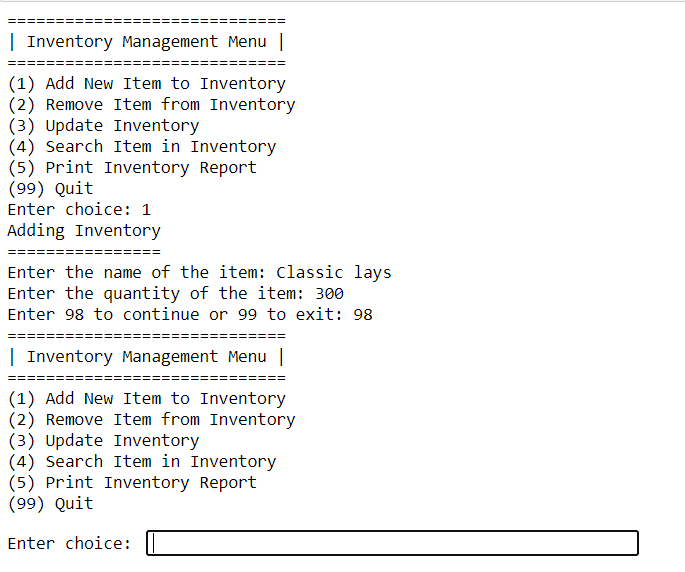 =============================
| Inventory Management Menu |
=============================
(1) Add New Item to Inventory
(2) Remove Item from Inventory
(3) Update Inventory
(4) Search Item in Inventory
(5) Print Inventory Report
(99) Quit
Enter choice: 1
Adding Inventory
================
Enter the name of the item: Classic lays
Enter the quantity of the item: 300
Enter 98 to continue or 99 to exit: 98
=============================
| Inventory Management Menu |
=============================
(1) Add New Item to Inventory
(2) Remove Item from Inventory
(3) Update Inventory
(4) Search Item in Inventory
(5) Print Inventory Report
(99) Quit
Enter choice: